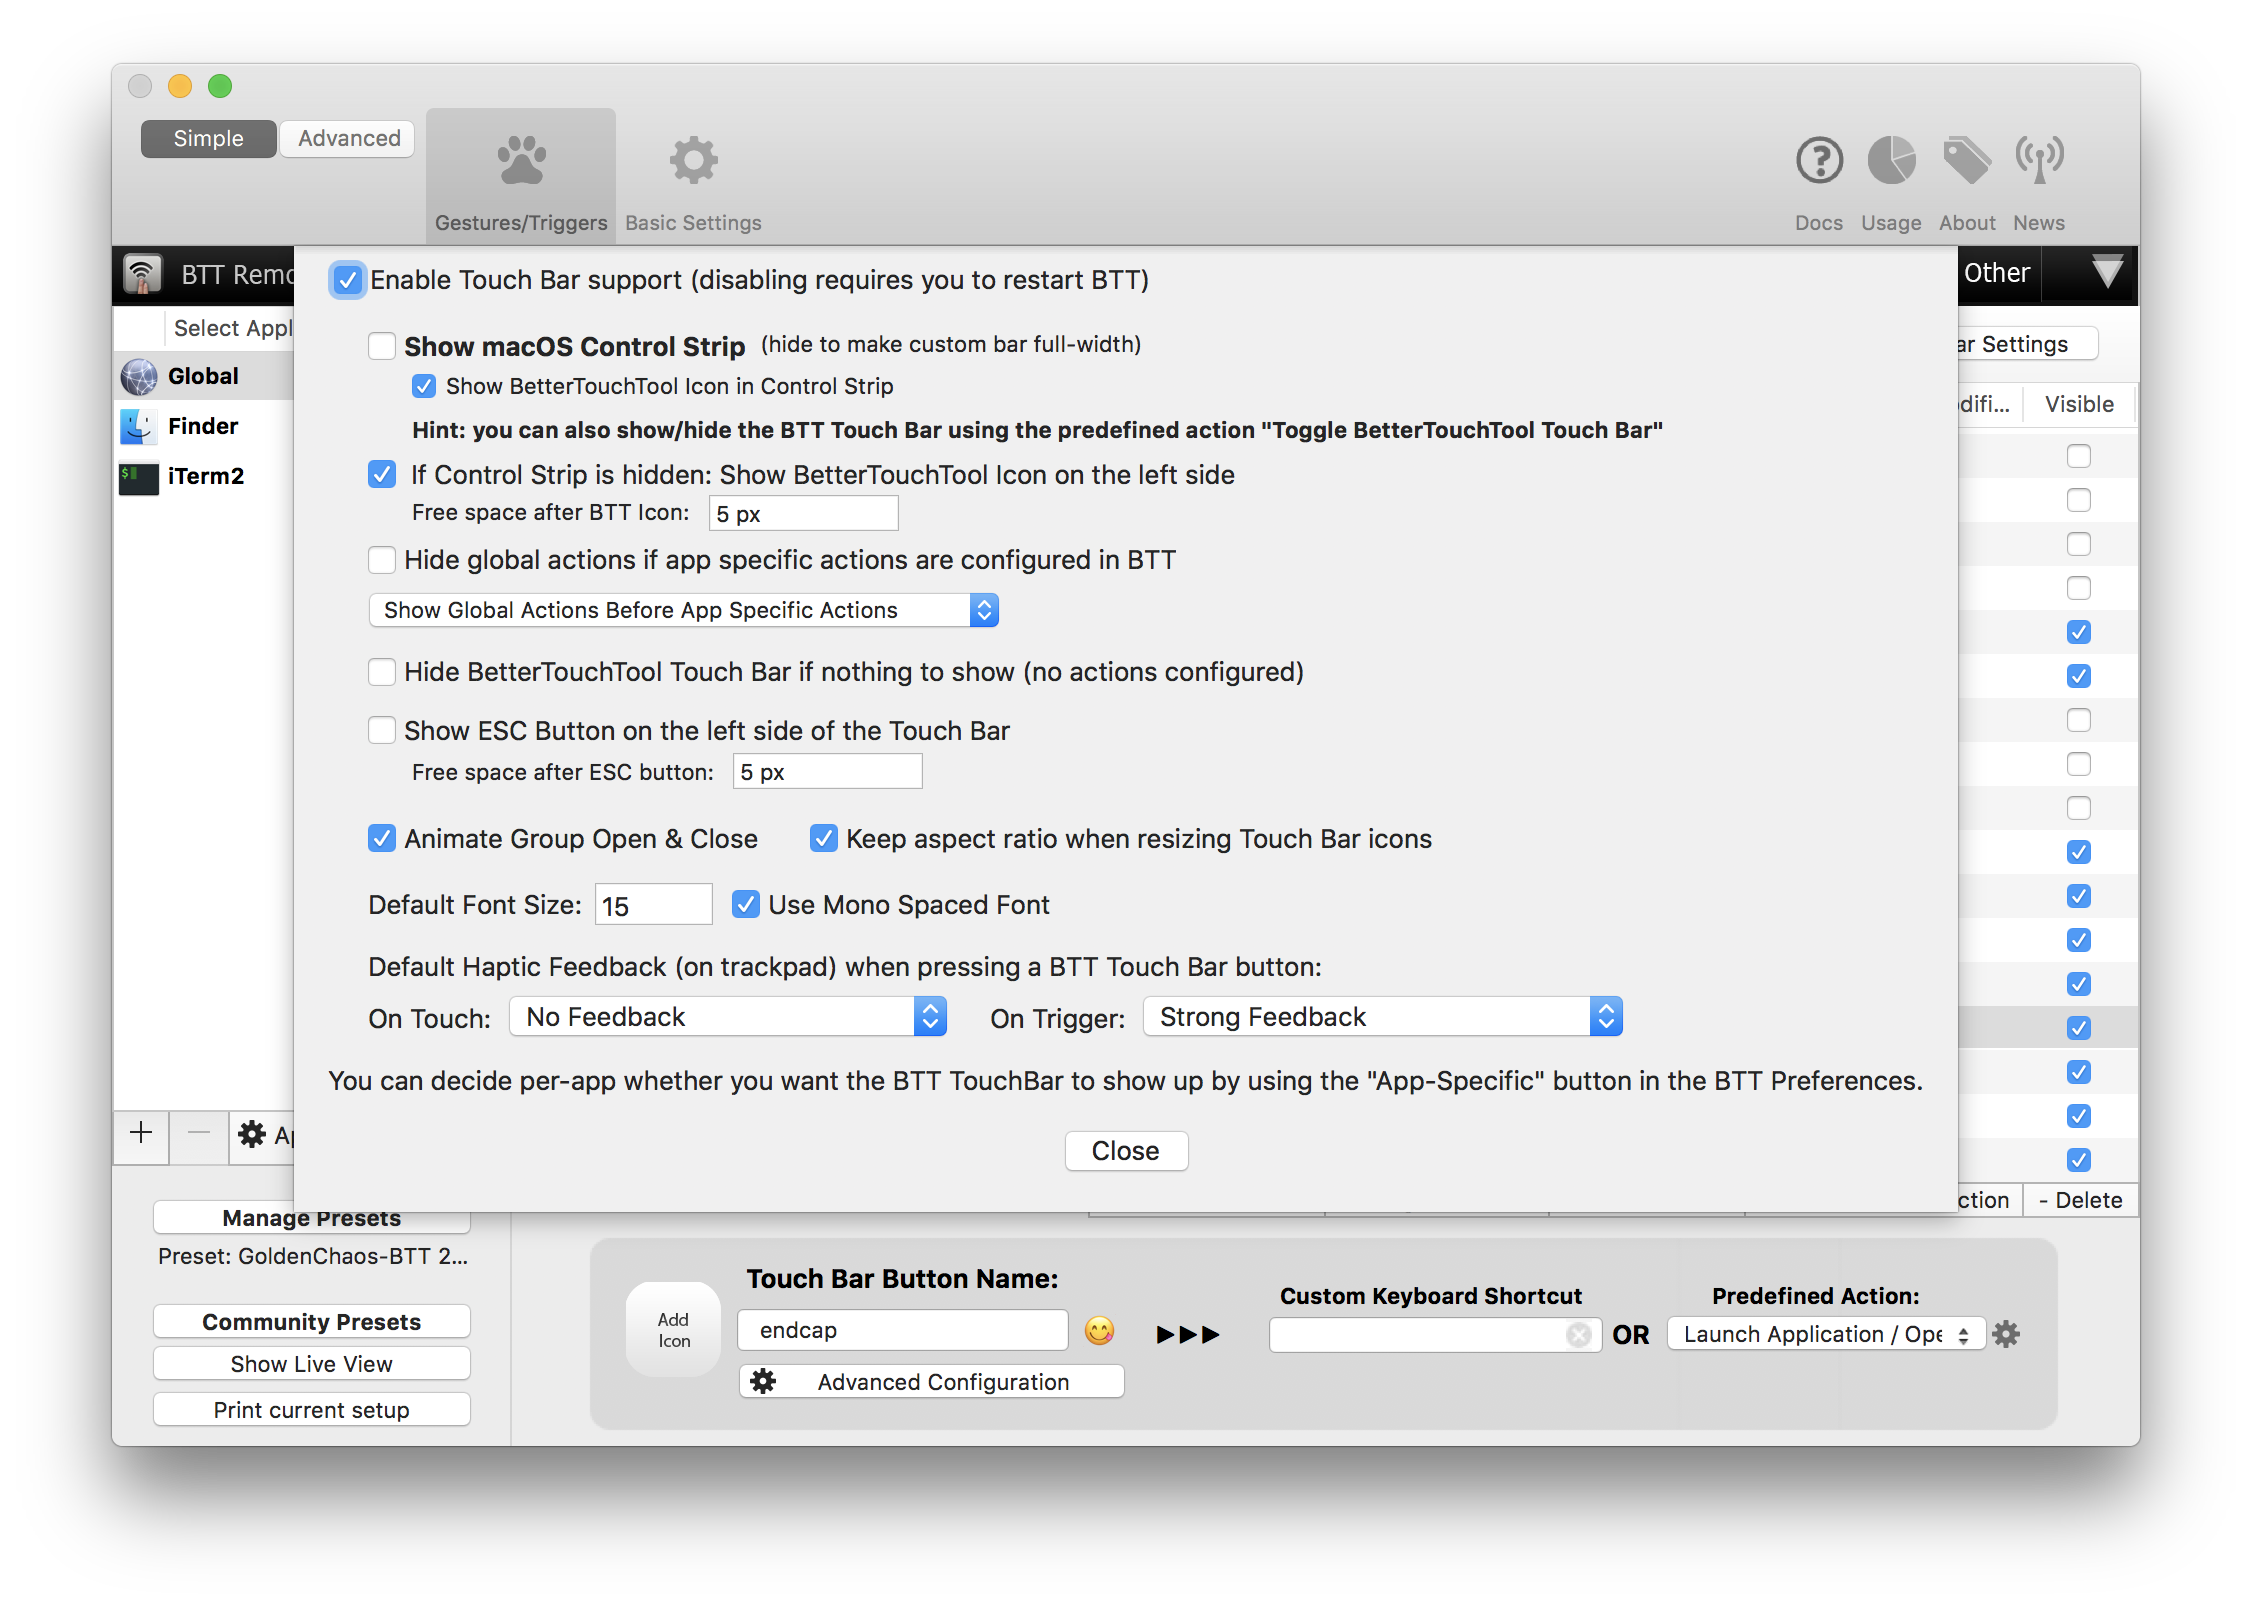 Simple
Advanced
Gestures/Triggers
Basic Settings
Docs
Usage
About
News
BTT Remo
Other
Select Appl
ar Settings
Global
Finder
iTerm2
difi...
Visible
Enable Touch Bar support (disabling requires you to restart BTT)
Show macOS Control Strip (hide to make custom bar full-width)
Show BetterTouchTool Icon in Control Strip
Hint: you can also show/hide the BTT Touch Bar using the predefined action "Toggle BetterTouchTool Touch Bar"
If Control Strip is hidden: Show BetterTouchTool Icon on the left side
Free space after BTT Icon: 5 px
Hide global actions if app specific actions are configured in BTT
Show Global Actions Before App Specific Actions
Hide BetterTouchTool Touch Bar if nothing to show (no actions configured)
Show ESC Button on the left side of the Touch Bar
Free space after ESC button: 5 px
Animate Group Open & Close
Keep aspect ratio when resizing Touch Bar icons
Default Font Size: 15
Use Mono Spaced Font
Default Haptic Feedback (on trackpad) when pressing a BTT Touch Bar button:
On Touch: No Feedback
On Trigger: Strong Feedback
You can decide per-app whether you want the BTT TouchBar to show up by using the "App-Specific" button in the BTT Preferences.
Close
+
−
Ap
ction
- Delete
Manage Presets
Preset: GoldenChaos-BTT 2...
Community Presets
Show Live View
Print current setup
Add
Icon
Touch Bar Button Name:
endcap
Advanced Configuration
Custom Keyboard Shortcut
OR
Predefined Action:
Launch Application / Ope